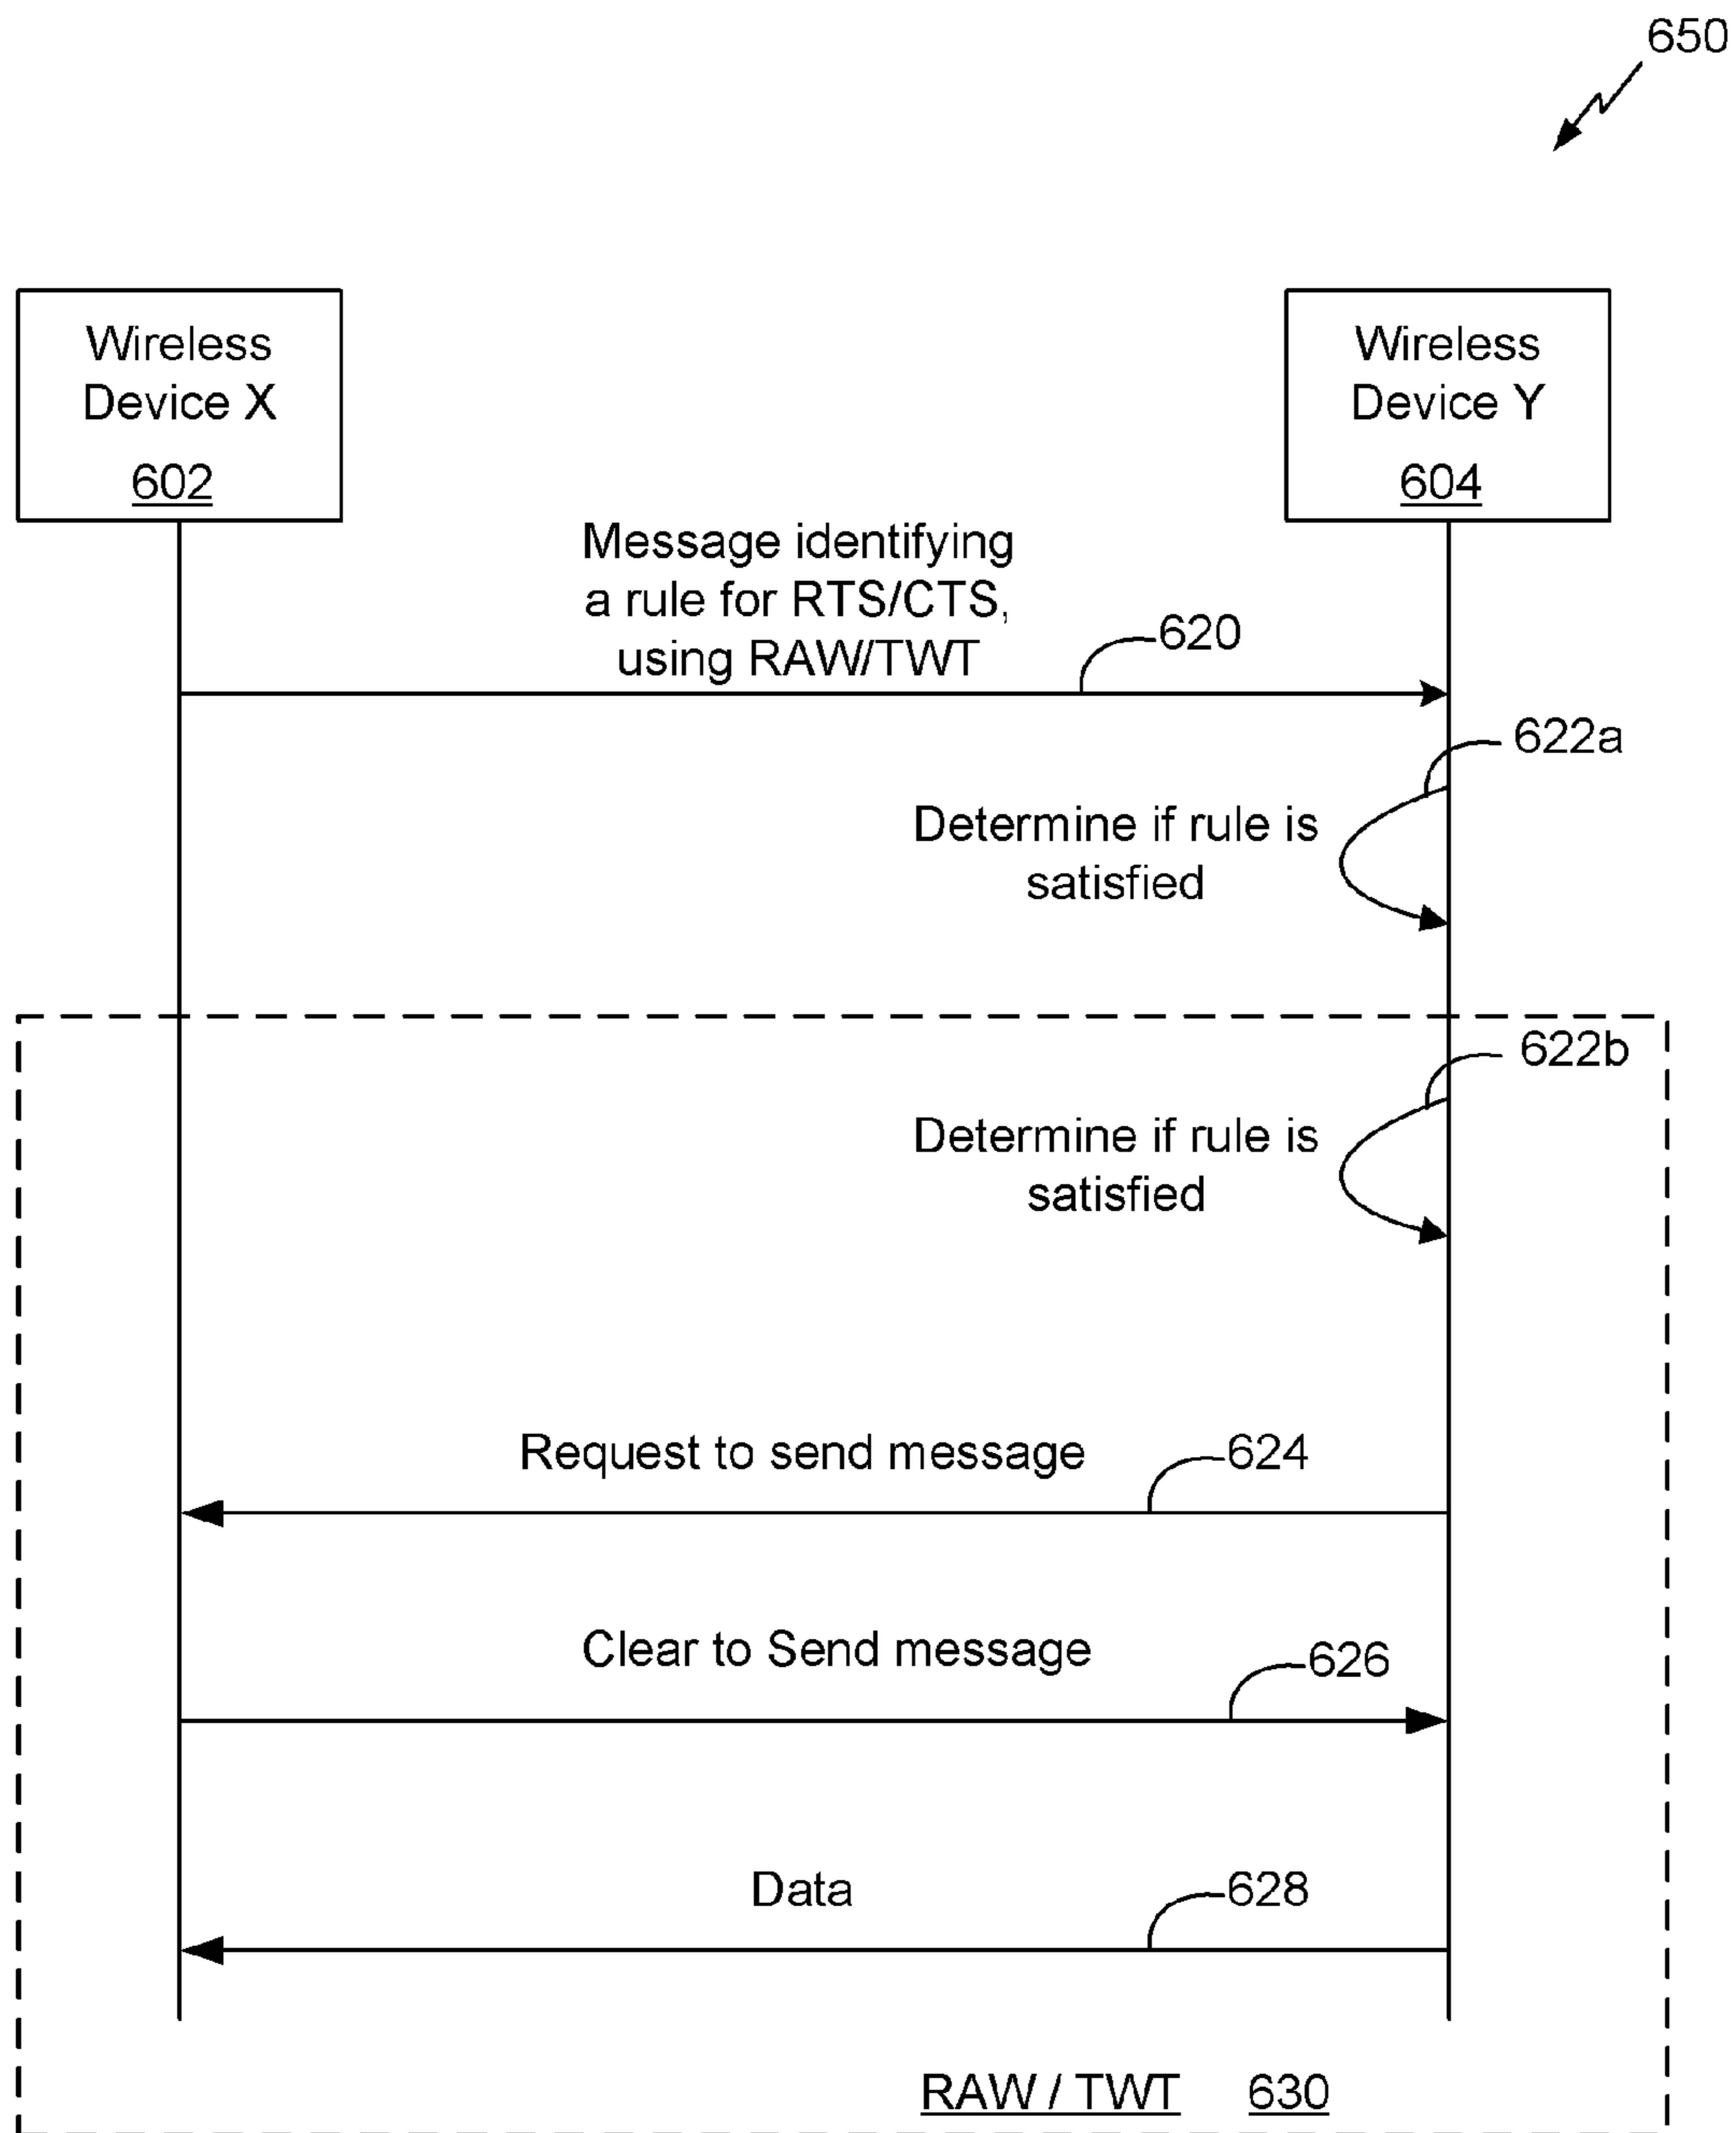 650
Wireless
Device X
602
Wireless
Device Y
604
Message identifying
a rule for RTS/CTS,
using RAW/TWT
620
622a
Determine if rule is
satisfied
622b
Determine if rule is
satisfied
Request to send message
624
Clear to Send message
626
Data
628
RAW / TWT 630